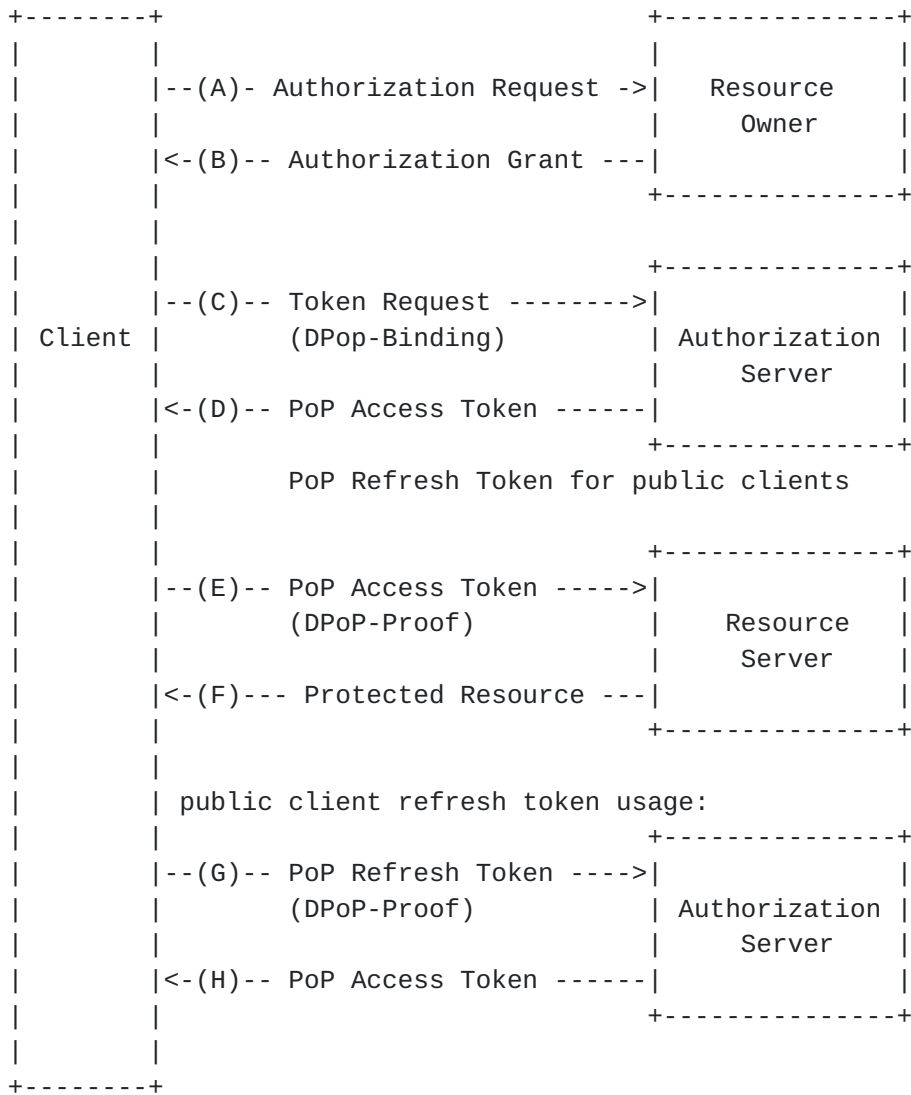 --(A)- Authorization Request ->
Resource
Owner
<-(B)-- Authorization Grant ---
--(C)-- Token Request -------->
Client
(DPop-Binding)
Authorization
Server
<-(D)-- PoP Access Token ------
PoP Refresh Token for public clients
--(E)-- PoP Access Token ----->
(DPoP-Proof)
Resource
Server
<-(F)--- Protected Resource ---
public client refresh token usage:
--(G)-- PoP Refresh Token ---->
(DPoP-Proof)
Authorization
Server
<-(H)-- PoP Access Token ------